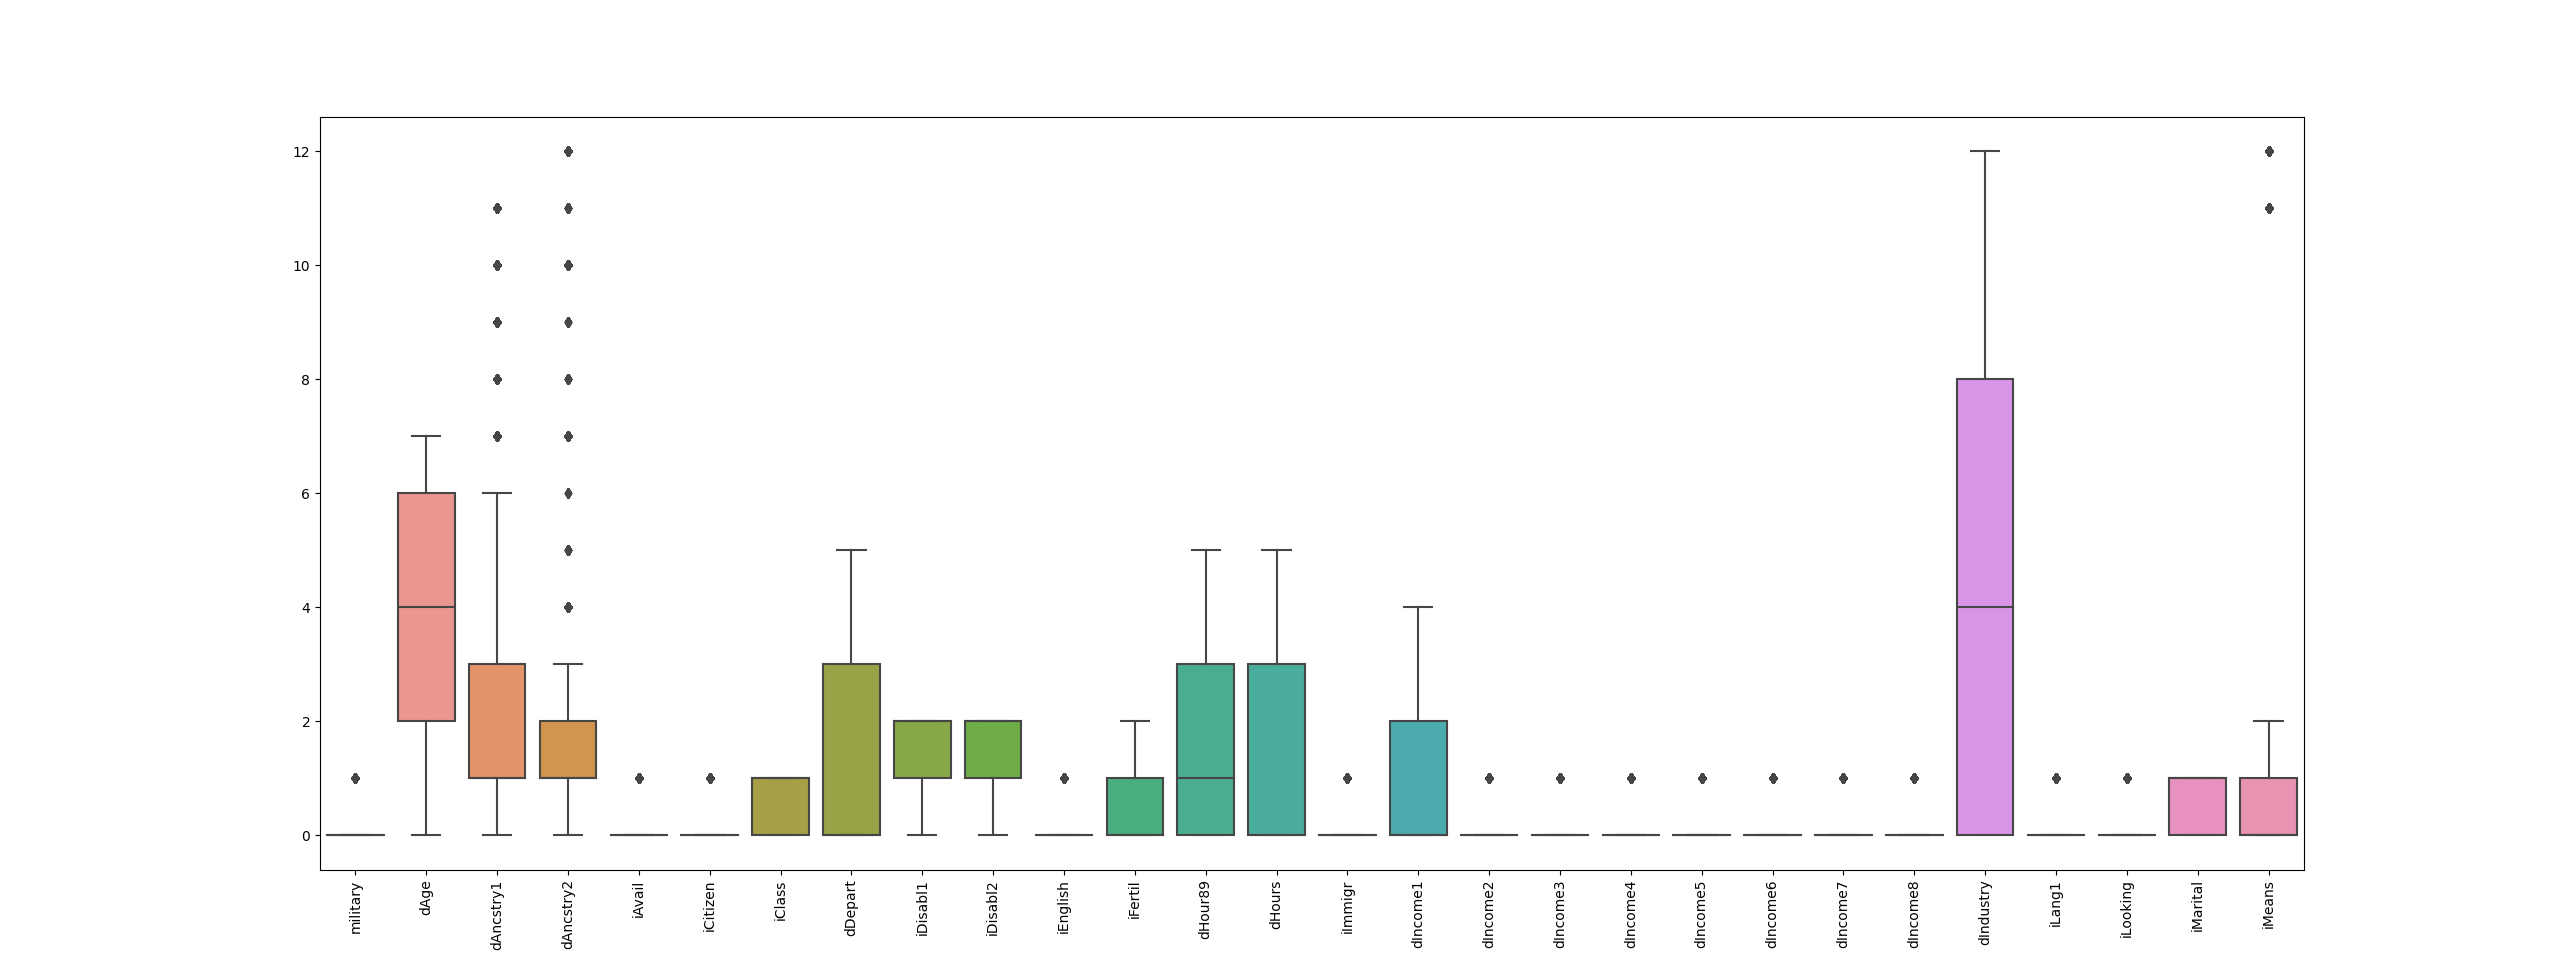 12
10
8
6
4
2
0
military
dAge
dAncstry1
dAncstry2
iAvail
iCitizen
iClass
dDepart
iDisabl1
iDisabl2
iEnglish
iFertil
dHour89
dHours
iImmigr
dIncome1
dIncome2
dIncome3
dIncome4
dIncome5
dIncome6
dIncome7
dIncome8
dIndustry
iLang1
iLooking
iMarital
iMeans